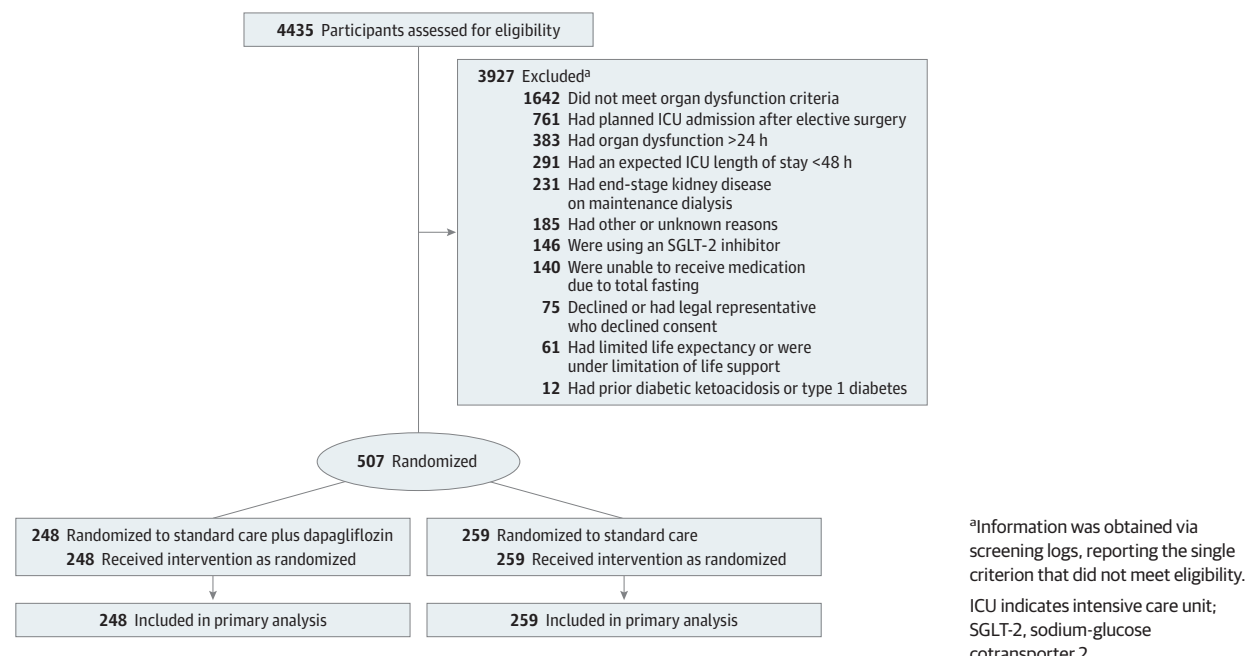 4435 Participants assessed for eligibility
3927 Excludedᵃ
1642 Did not meet organ dysfunction criteria
761 Had planned ICU admission after elective surgery
383 Had organ dysfunction >24 h
291 Had an expected ICU length of stay <48 h
231 Had end-stage kidney disease
on maintenance dialysis
185 Had other or unknown reasons
146 Were using an SGLT-2 inhibitor
140 Were unable to receive medication
due to total fasting
75 Declined or had legal representative
who declined consent
61 Had limited life expectancy or were
under limitation of life support
12 Had prior diabetic ketoacidosis or type 1 diabetes
507 Randomized
248 Randomized to standard care plus dapagliflozin
248 Received intervention as randomized
259 Randomized to standard care
259 Received intervention as randomized
248 Included in primary analysis
259 Included in primary analysis
ᵃInformation was obtained via
screening logs, reporting the single
criterion that did not meet eligibility.
ICU indicates intensive care unit;
SGLT-2, sodium-glucose
cotransporter 2